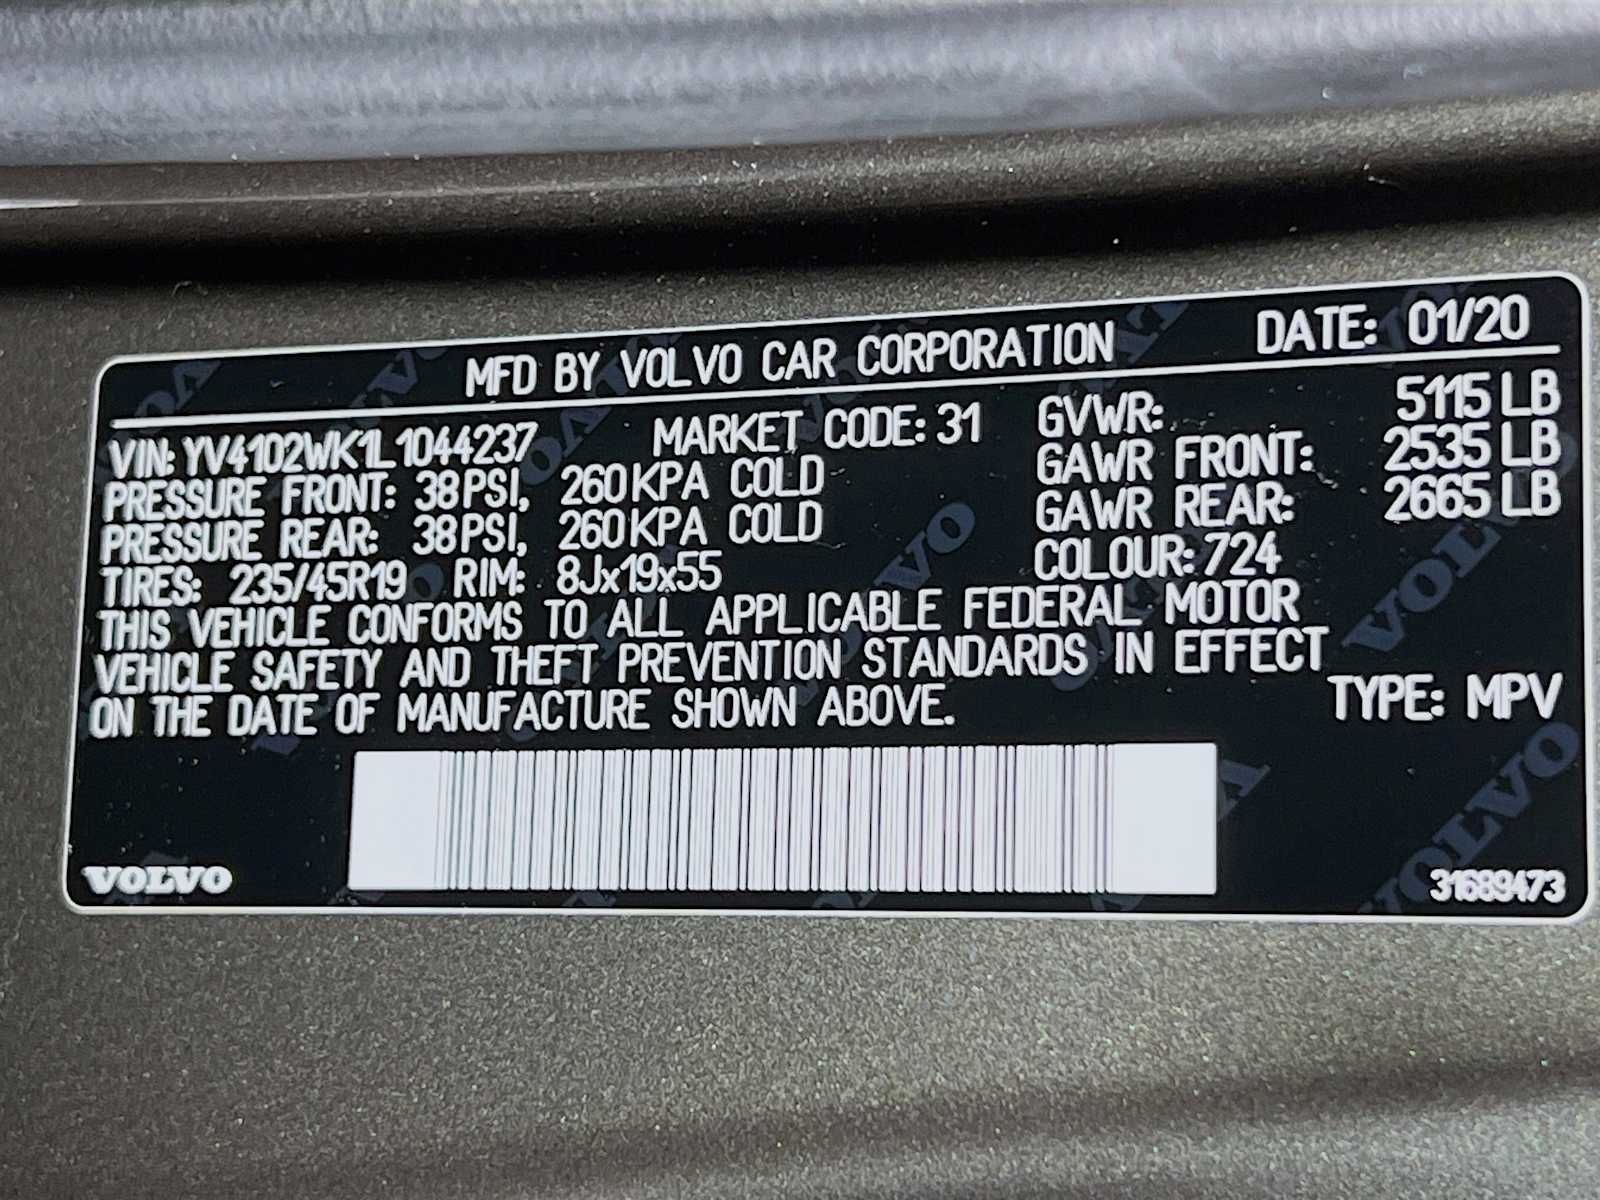 MFD BY VOLVO CAR CORPORATION DATE: 01/20
VIN: YV4102WK1L1044237 MARKET CODE: 31 GVWR: 5115 LB
PRESSURE FRONT: 38 PSI, 260 KPA COLD GAWR FRONT: 2535 LB
PRESSURE REAR: 38 PSI, 260 KPA COLD GAWR REAR: 2665 LB
TIRES: 235/45R19 RIM: 8Jx19x55 COLOUR: 724
THIS VEHICLE CONFORMS TO ALL APPLICABLE FEDERAL MOTOR
VEHICLE SAFETY AND THEFT PREVENTION STANDARDS IN EFFECT
ON THE DATE OF MANUFACTURE SHOWN ABOVE. TYPE: MPV
VOLVO 31689473